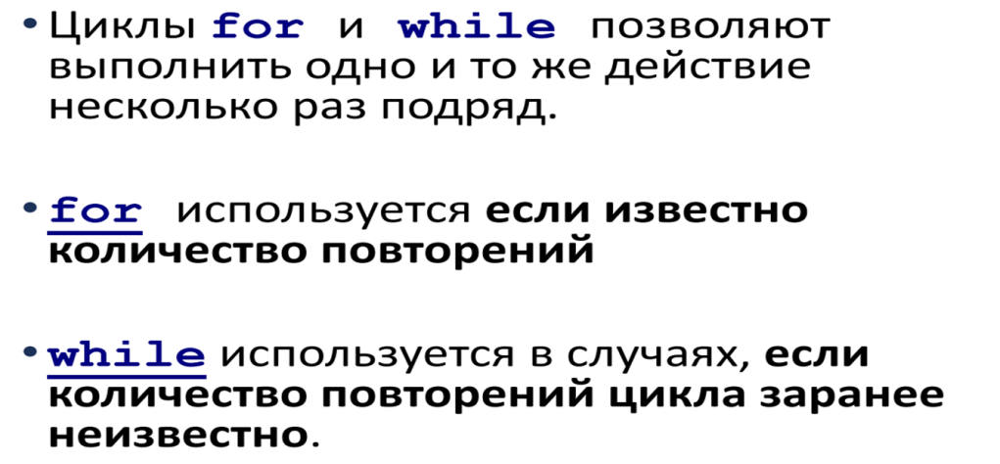 • Циклы for и while позволяют
выполнить одно и то же действие
несколько раз подряд.
• for используется если известно
количество повторений
• while используется в случаях, если
количество повторений цикла заранее
неизвестно.